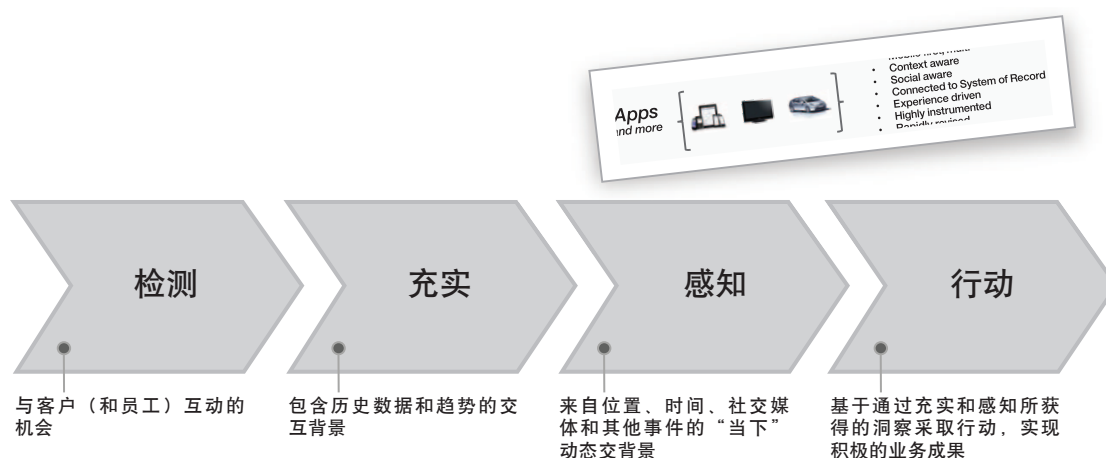 Apps
and more
• Context aware
• Social aware
• Connected to System of Record
• Experience driven
• Highly instrumented
• Rapidly revised
检测
充实
感知
行动
与客户（和员工）互动的
机会
包含历史数据和趋势的交
互背景
来自位置、时间、社交媒
体和其他事件的“当下”
动态交背景
基于通过充实和感知所获
得的洞察采取行动，实现
积极的业务成果